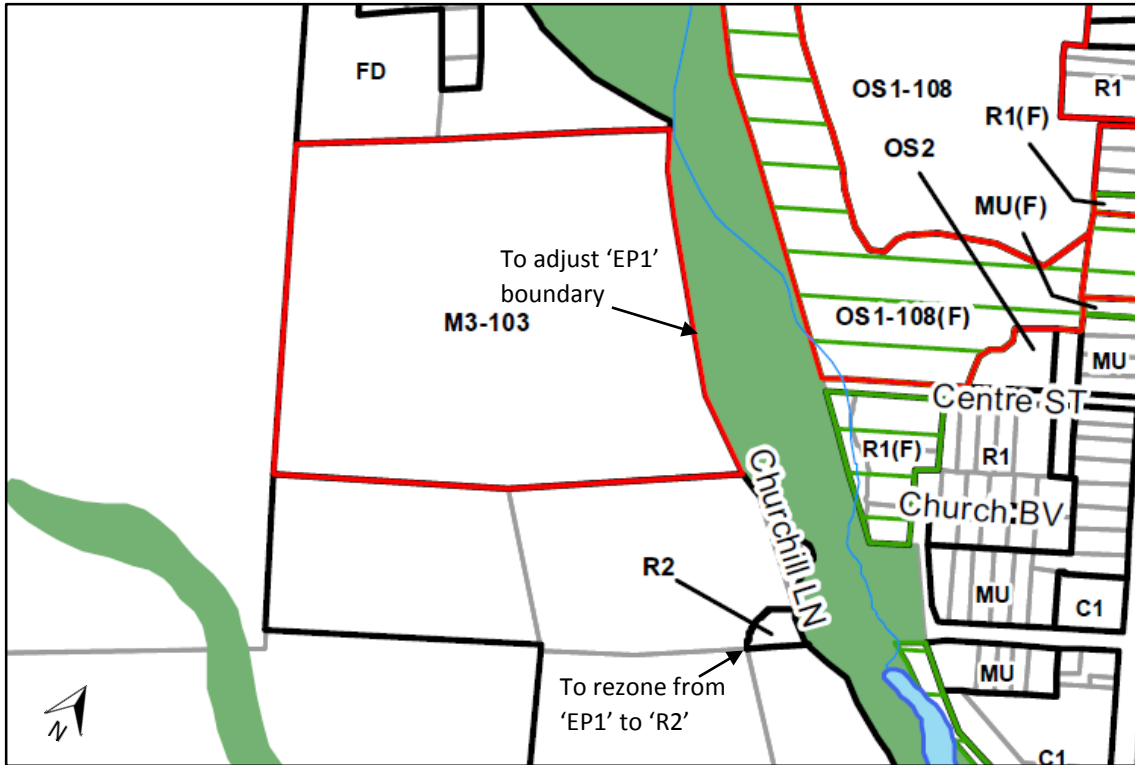 FD
OS1-108
R1
R1(F)
OS2
MU(F)
To adjust ‘EP1’
boundary
M3-103
OS1-108(F)
MU
Centre ST
R1(F)
R1
Church BV
Churchill LN
R2
MU
C1
To rezone from
‘EP1’ to ‘R2’
MU
C1
N